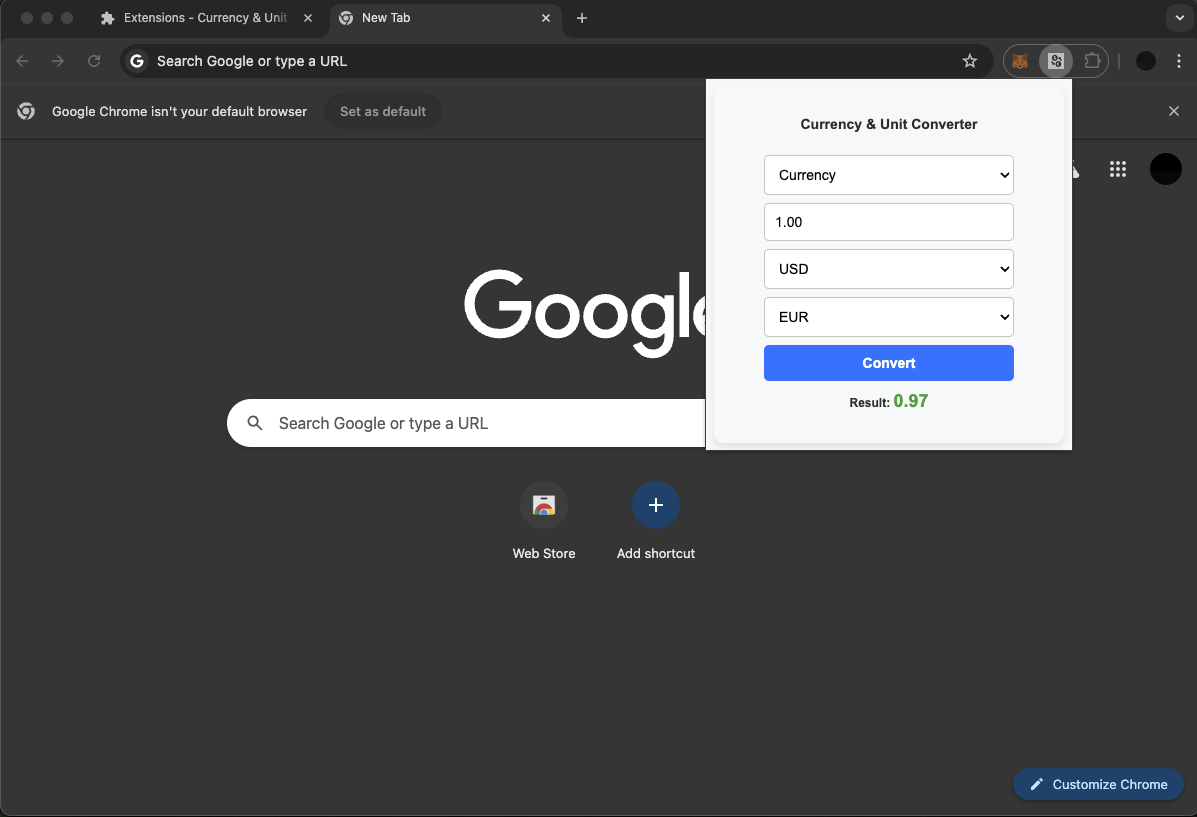 Extensions - Currency & Unit
New Tab
Search Google or type a URL
Google Chrome isn't your default browser
Set as default
Currency & Unit Converter
Currency
1.00
USD
EUR
Convert
Result: 0.97
Google
Search Google or type a URL
Web Store
Add shortcut
Customize Chrome